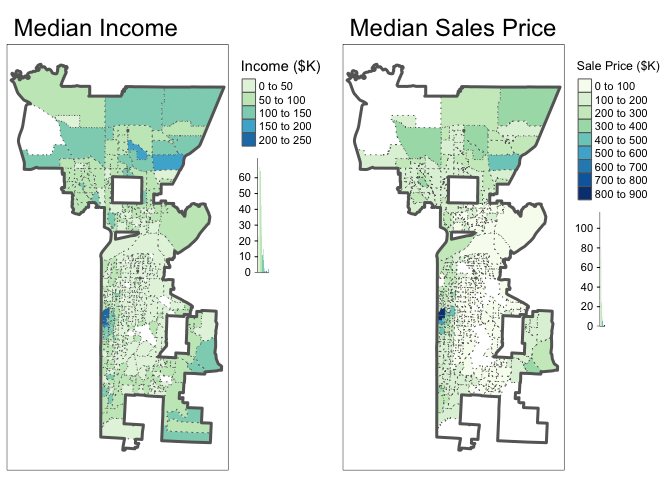 Median Income
Income ($K)
0 to 50
50 to 100
100 to 150
150 to 200
200 to 250
60
50
40
30
20
10
0
Median Sales Price
Sale Price ($K)
0 to 100
100 to 200
200 to 300
300 to 400
400 to 500
500 to 600
600 to 700
700 to 800
800 to 900
100
80
60
40
20
0